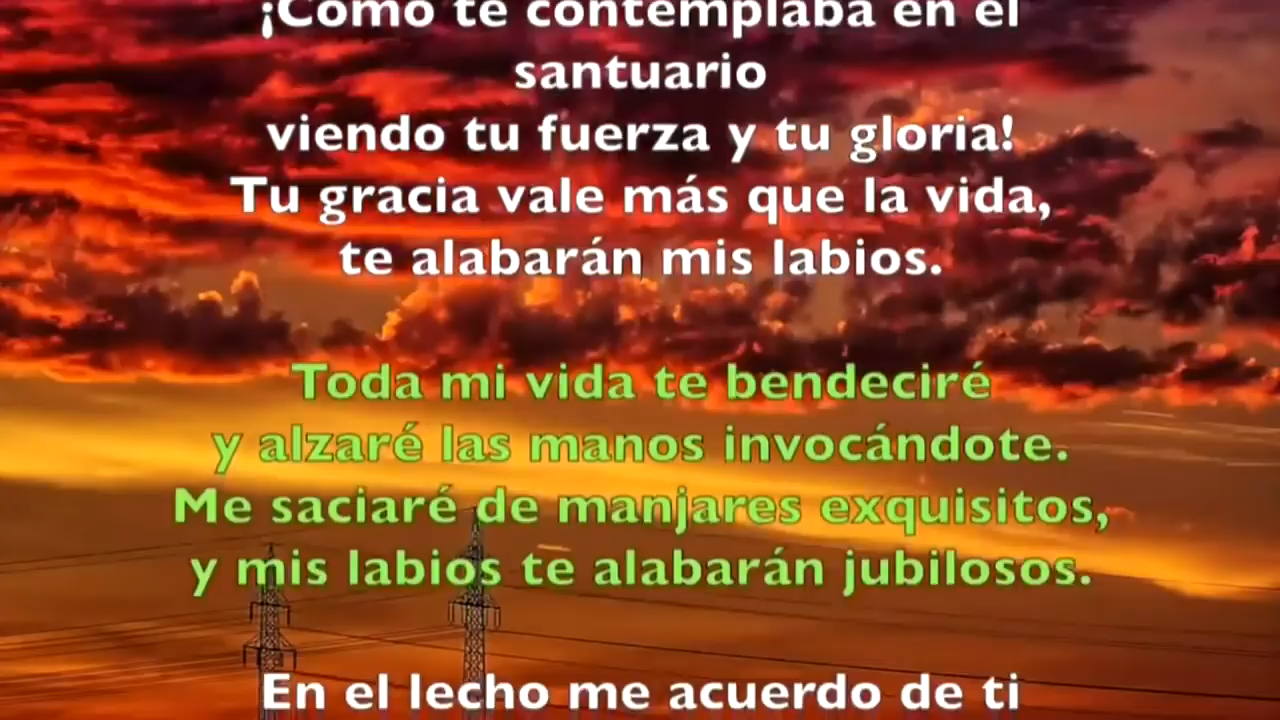 ¡Cómo te contemplaba en el
santuario
viendo tu fuerza y tu gloria!
Tu gracia vale más que la vida,
te alabarán mis labios.
Toda mi vida te bendeciré
y alzaré las manos invocándote.
Me saciaré de manjares exquisitos,
y mis labios te alabarán jubilosos.
En el lecho me acuerdo de ti